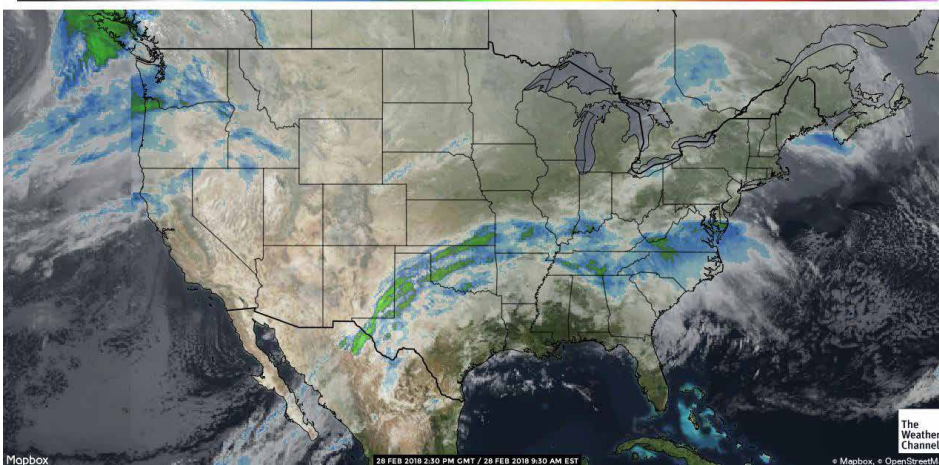 The
Weather
Channel
Mapbox
28 FEB 2018 2:30 PM GMT / 28 FEB 2018 9:30 AM EST
© Mapbox, © OpenStreetM